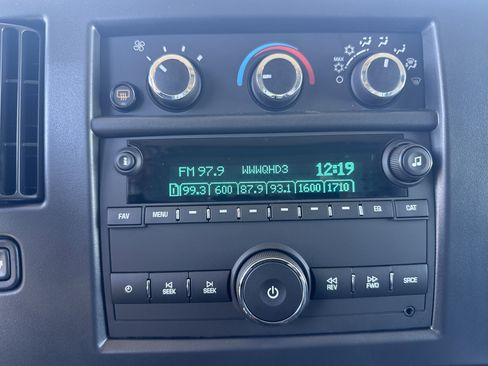 MAX
FM 97.9 WWWQHD3 12:19
1 99.3 600 87.9 93.1 1600 1710
FAV MENU EQ CAT
SEEK SEEK REV FWD SRCE